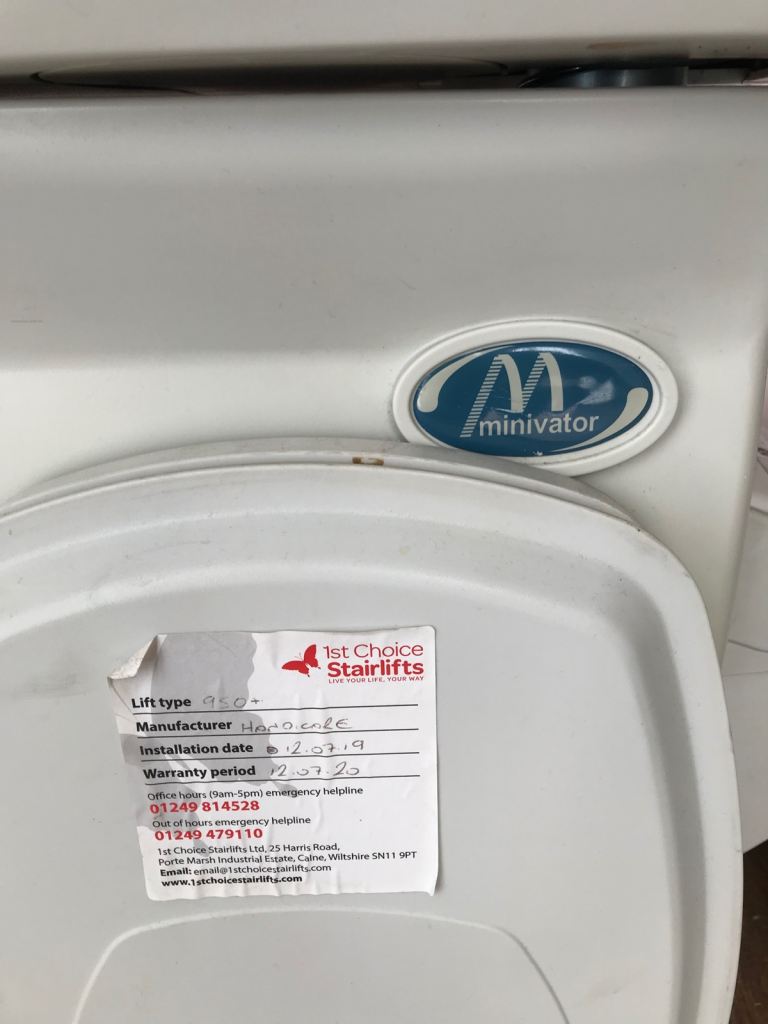 M
minivator
1st Choice
Stairlifts
LIVE YOUR LIFE, YOUR WAY
Lift type 950+
Manufacturer HANDICARE
Installation date 12.07.19
Warranty period 12.07.20
Office hours (9am-5pm) emergency helpline
01249 814528
Out of hours emergency helpline
01249 479110
1st Choice Stairlifts Ltd, 25 Harris Road,
Porte Marsh Industrial Estate, Calne, Wiltshire SN11 9PT
Email: email@1stchoicestairlifts.com
www.1stchoicestairlifts.com